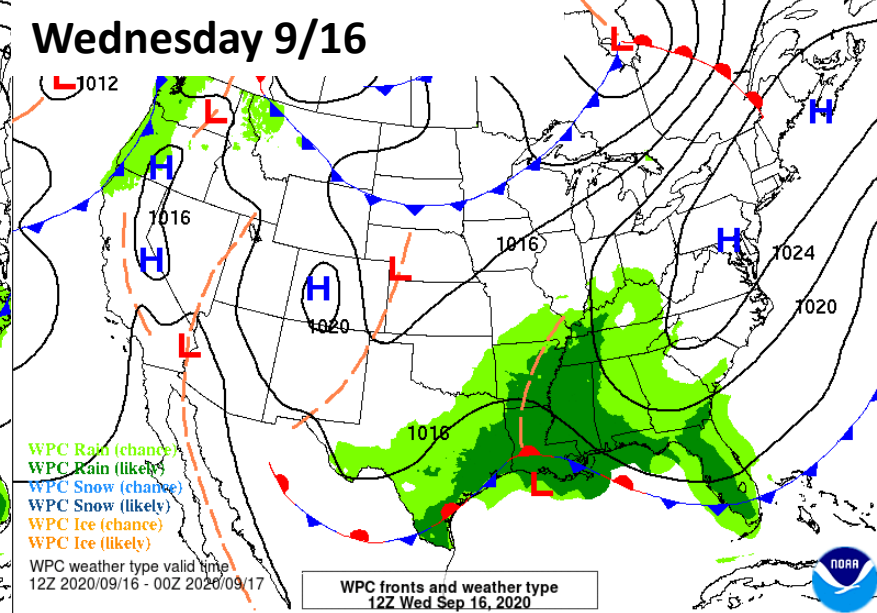 Wednesday 9/16
L
1012
L
L
H
H
H
1016
H
1016
H
1024
L
H
1020
1020
L
1016
L
WPC Rain (chance)
WPC Rain (likely)
WPC Snow (chance)
WPC Snow (likely)
WPC Ice (chance)
WPC Ice (likely)
WPC weather type valid time
12Z 2020/09/16 - 00Z 2020/09/17
WPC fronts and weather type
12Z Wed Sep 16, 2020
NOAA